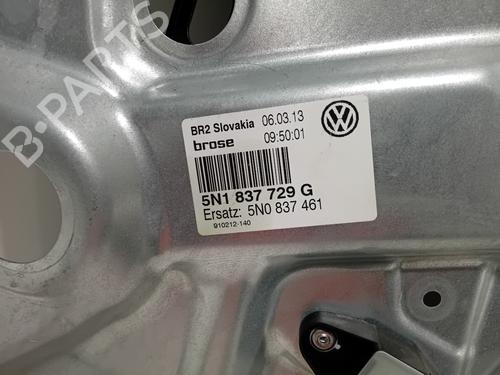 B-PARTS
BR2 Slovakia 06.03.13
brose 09:50:01
5N1 837 729 G
Ersatz: 5N0 837 461
910212-140